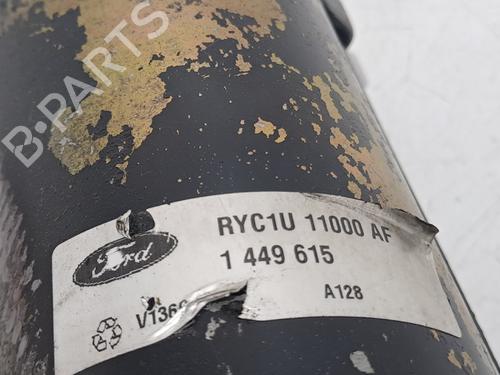 B-PARTS
Ford
RYC1U 11000 AF
1 449 615
A128